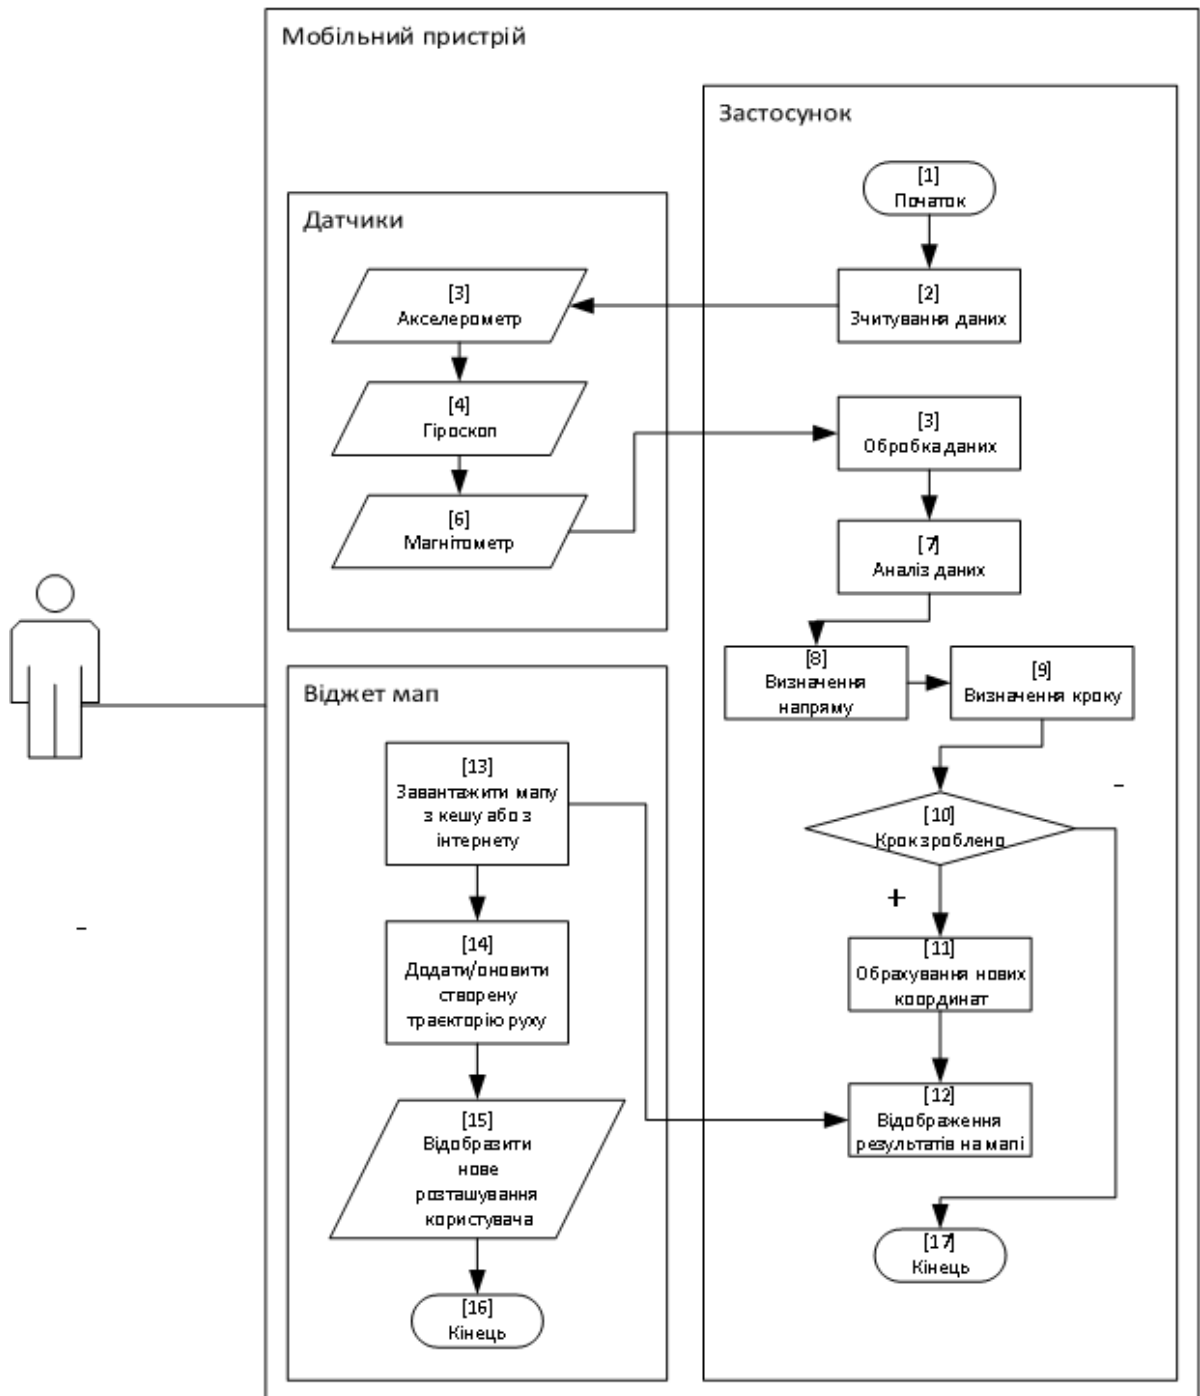 Мобільний пристрій
Застосунок
[1]
Початок
[2]
Зчитування даних
Датчики
[3]
Акселерометр
[4]
Гіроскоп
[6]
Магнітометр
[3]
Обробка даних
[7]
Аналіз даних
[8]
Визначення
напряму
[9]
Визначення кроку
[10]
Крок зроблено
-
+
[11]
Обрахування нових
координат
[12]
Відображення
результатів на мапі
[17]
Кінець
Віджет мап
[13]
Завантажити мапу
з кешу або з
інтернету
[14]
Додати/оновити
створену
траєкторію руху
[15]
Відобразити
нове
розташування
користувача
[16]
Кінець
-